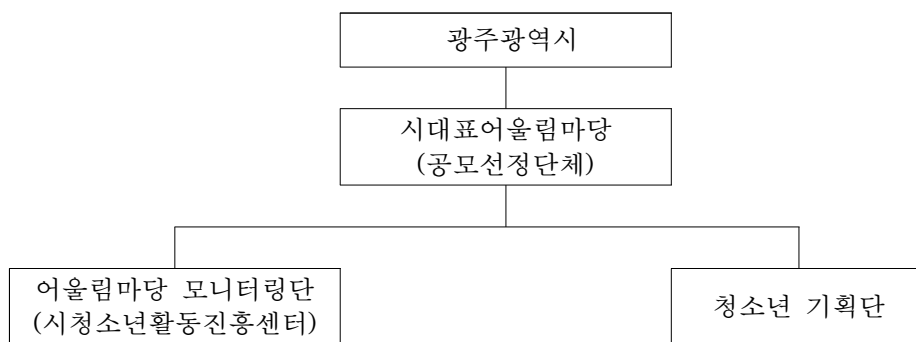 광주광역시
시대표어울림마당
(공모선정단체)
어울림마당 모니터링단
(시청소년활동진흥센터)
청소년 기획단